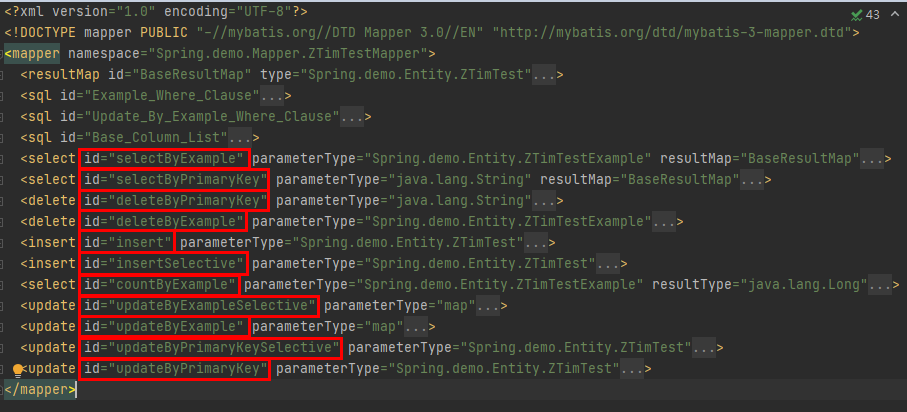 <?xml version="1.0" encoding="UTF-8"?>
43
<!DOCTYPE mapper PUBLIC "-//mybatis.org//DTD Mapper 3.0//EN" "http://mybatis.org/dtd/mybatis-3-mapper.dtd">
<mapper namespace="Spring.demo.Mapper.ZTimTestMapper">
<resultMap id="BaseResultMap" type="Spring.demo.Entity.ZTimTest"...>
<sql id="Example_Where_Clause"...>
<sql id="Update_By_Example_Where_Clause"...>
<sql id="Base_Column_List"...>
<select id="selectByExample" parameterType="Spring.demo.Entity.ZTimTestExample" resultMap="BaseResultMap"...>
<select id="selectByPrimaryKey" parameterType="java.lang.String" resultMap="BaseResultMap"...>
<delete id="deleteByPrimaryKey" parameterType="java.lang.String"...>
<delete id="deleteByExample" parameterType="Spring.demo.Entity.ZTimTestExample"...>
<insert id="insert" parameterType="Spring.demo.Entity.ZTimTest"...>
<insert id="insertSelective" parameterType="Spring.demo.Entity.ZTimTest"...>
<select id="countByExample" parameterType="Spring.demo.Entity.ZTimTestExample" resultType="java.lang.Long"...>
<update id="updateByExampleSelective" parameterType="map"...>
<update id="updateByExample" parameterType="map"...>
<update id="updateByPrimaryKeySelective" parameterType="Spring.demo.Entity.ZTimTest"...>
<update id="updateByPrimaryKey" parameterType="Spring.demo.Entity.ZTimTest"...>
</mapper>